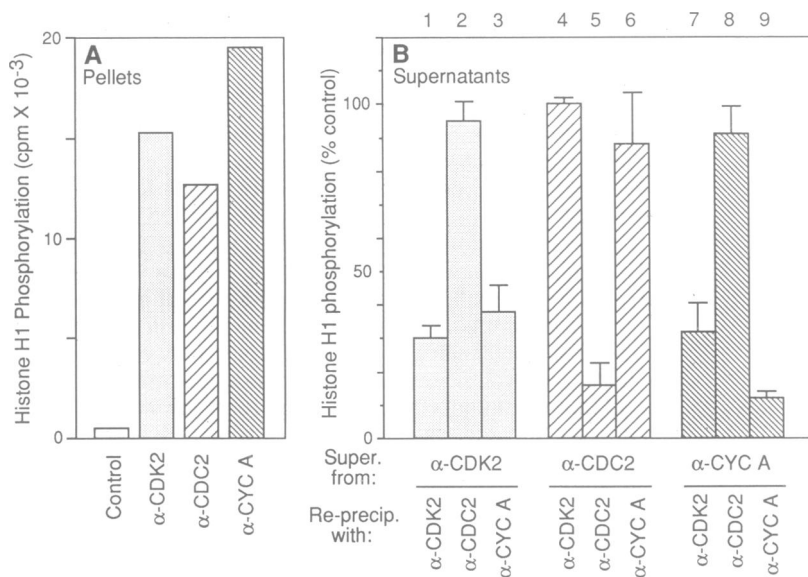 A
Pellets
Histone H1 Phosphorylation (cpm X 10⁻³)
20
10
0
Control
α-CDK2
α-CDC2
α-CYC A
1 2 3 4 5 6 7 8 9
B
Supernatants
Histone H1 phosphorylation (% control)
100
50
0
Super. from: α-CDK2 α-CDC2 α-CYC A
Re-precip. with: α-CDK2 α-CDC2 α-CYC A α-CDK2 α-CDC2 α-CYC A α-CDK2 α-CDC2 α-CYC A